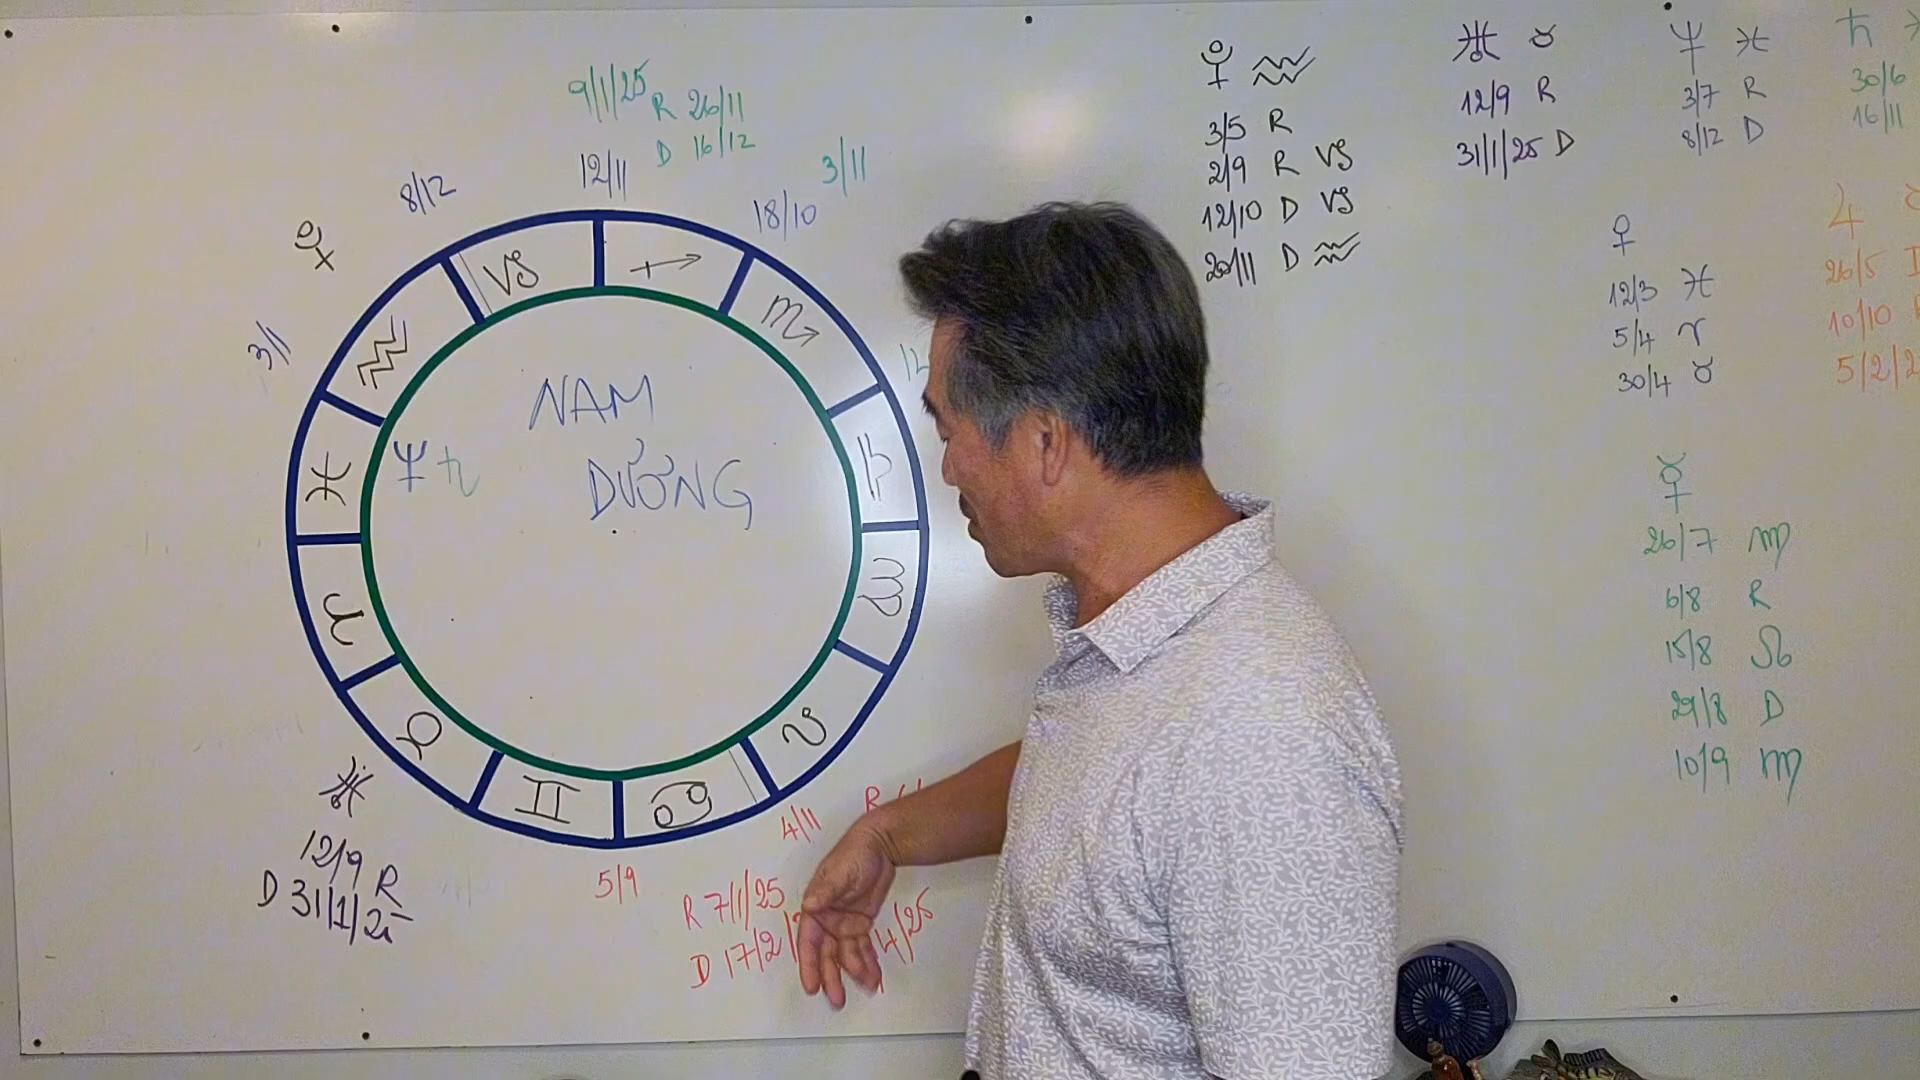 9/1/25
R 26/11
D 16/12
12/11
8/12
18/10
3/11
3/1
♑
♐
♏
♒
♎
♓
♍
♈
♌
♉
♊
♋
♇
♆ ♄
NAM
DƯƠNG
♅
12/9 R
D 31/1/25
5/9
4/11
R 7/1/25
D 17/2/
4/25
♇ ♒
3/5 R
2/9 R ♑
12/10 D ♑
20/11 D ♒
♅ ♉
12/9 R
31/1/25 D
♆ ♓
3/7 R
8/12 D
♄
30/6
16/11
♀
12/3 ♓
5/4 ♈
30/4 ♉
♃
26/5
10/10
5/2/2
☿
26/7 ♍
6/8 R
15/8 ♌
29/8 D
10/9 ♍